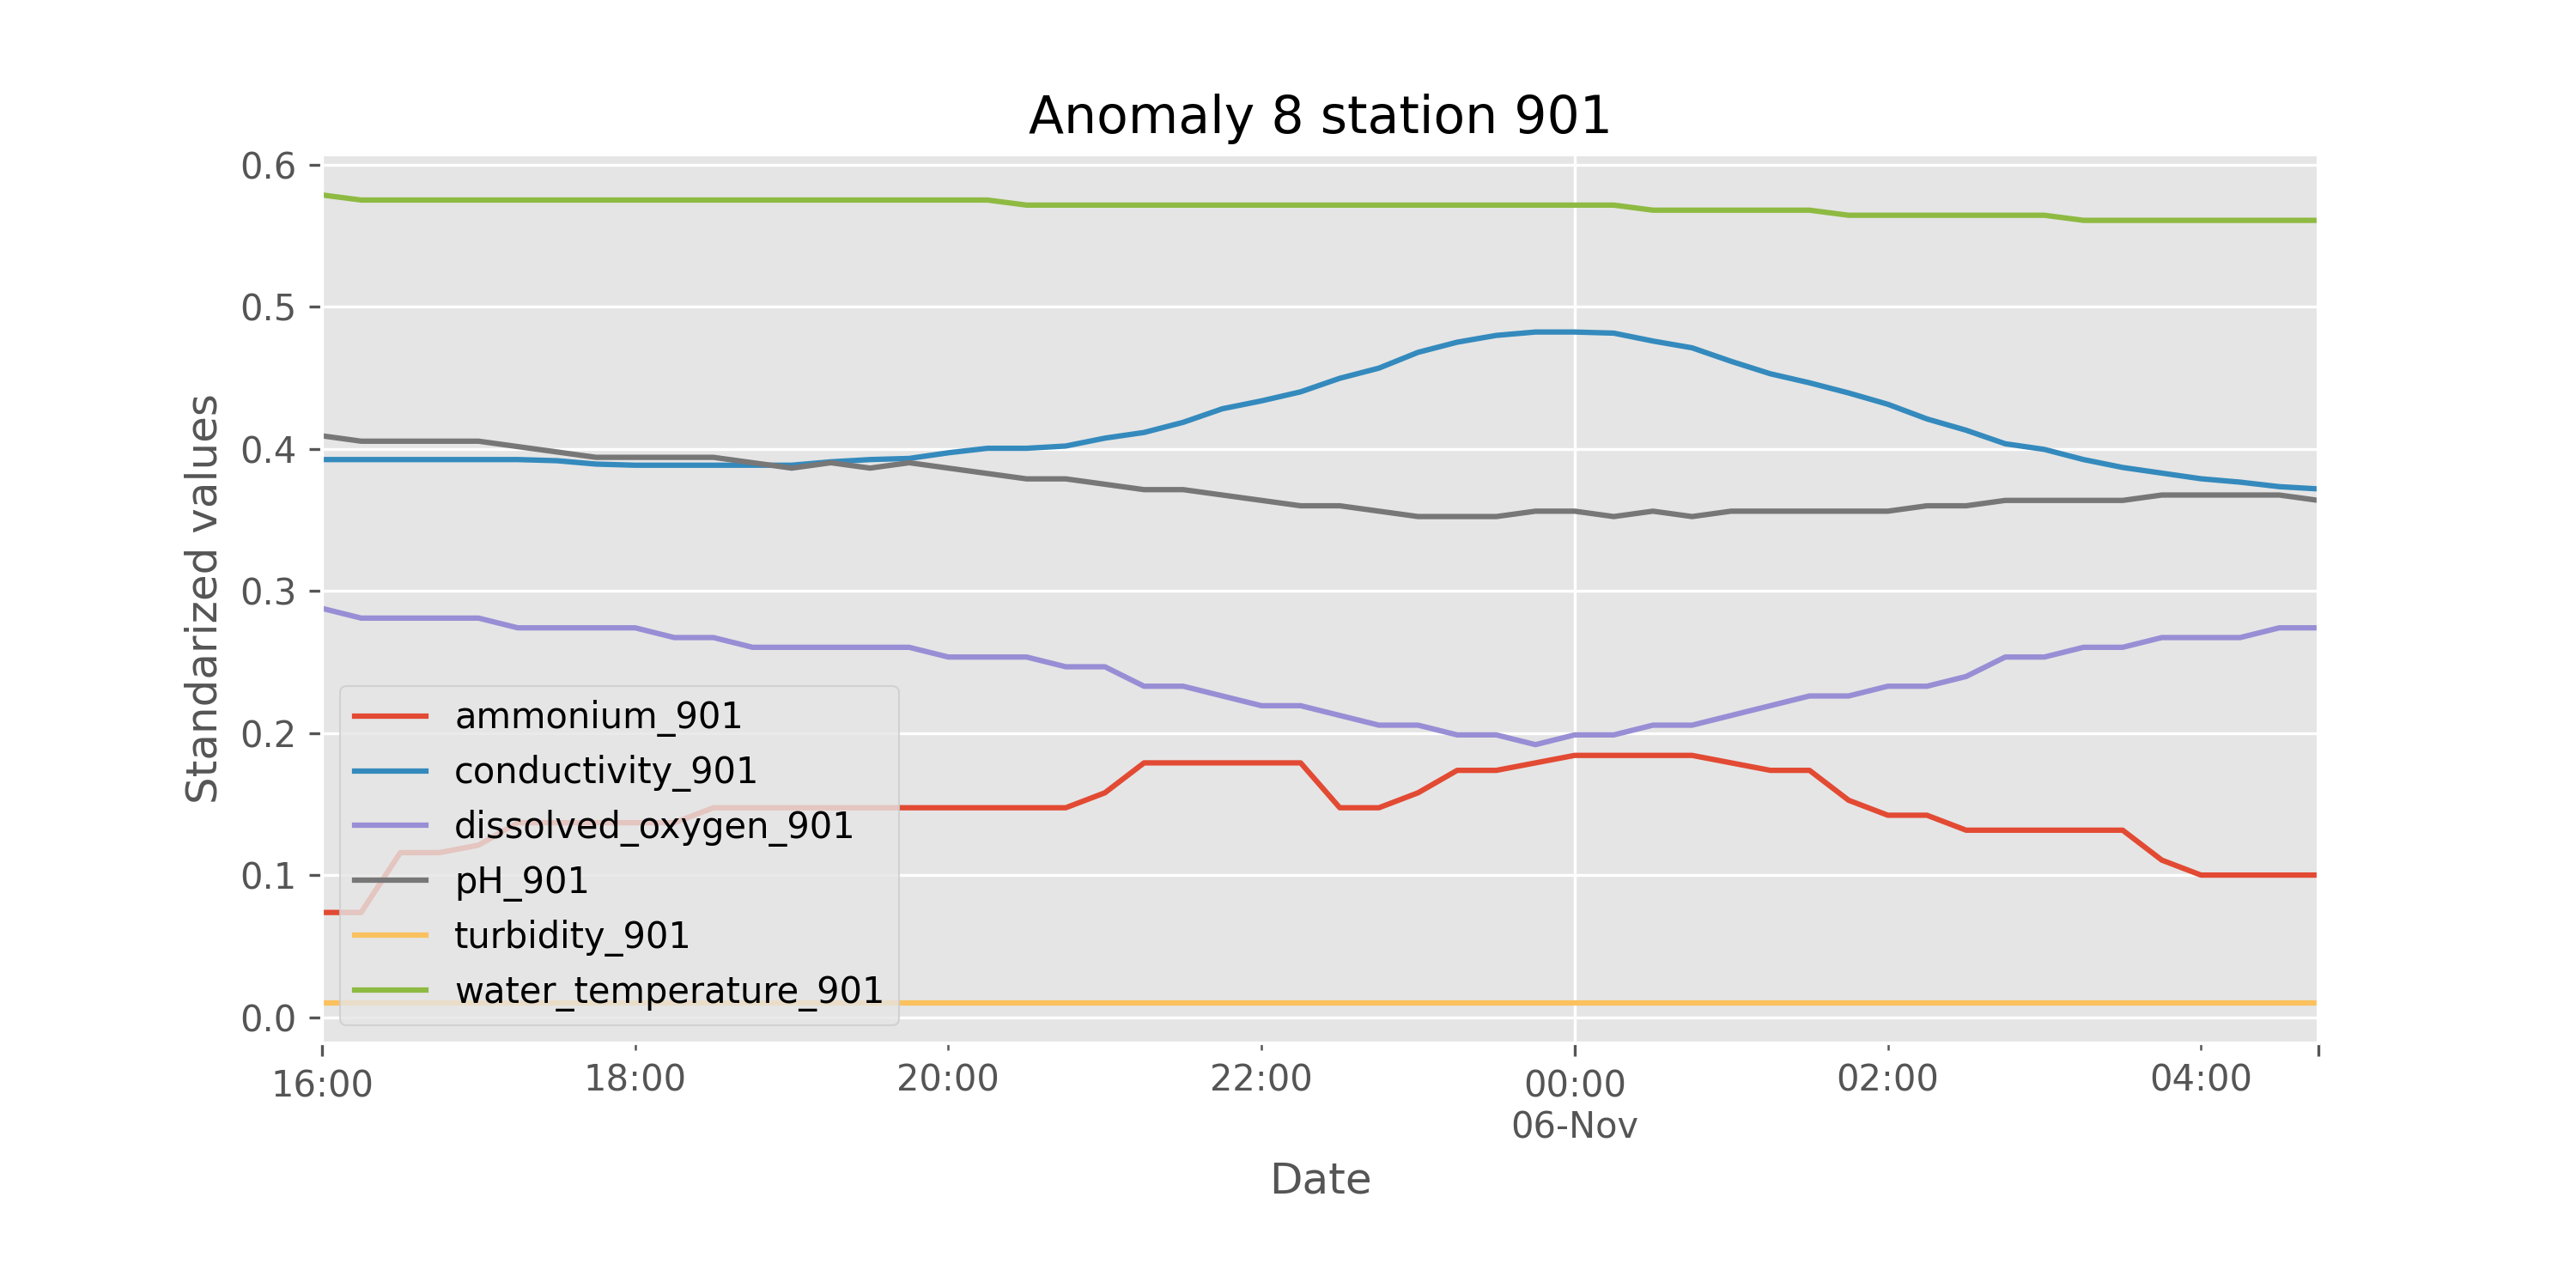 Anomaly 8 station 901
0.6
0.5
0.4
0.3
0.2
0.1
0.0
Standarized values
ammonium_901
conductivity_901
dissolved_oxygen_901
pH_901
turbidity_901
water_temperature_901
16:00 18:00 20:00 22:00 00:00 02:00 04:00
06-Nov
Date